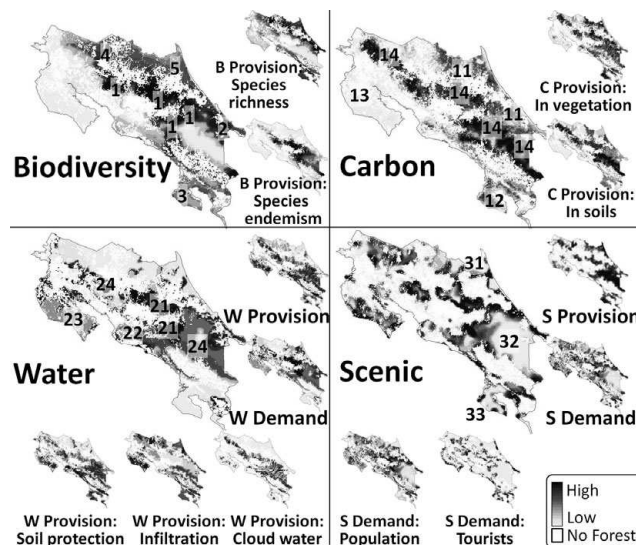 4
5
B Provision:
Species
richness
1
1
1
1
2
Biodiversity
B Provision:
Species
endemism
3
14
11
C Provision:
In vegetation
13
14
11
14
14
Carbon
C Provision:
In soils
12
24
21
W Provision
23
22
21
24
Water
W Demand
W Provision:
Soil protection
W Provision:
Infiltration
W Provision:
Cloud water
31
S Provision
32
Scenic
S Demand
33
S Demand:
Population
S Demand:
Tourists
High
Low
No Forest